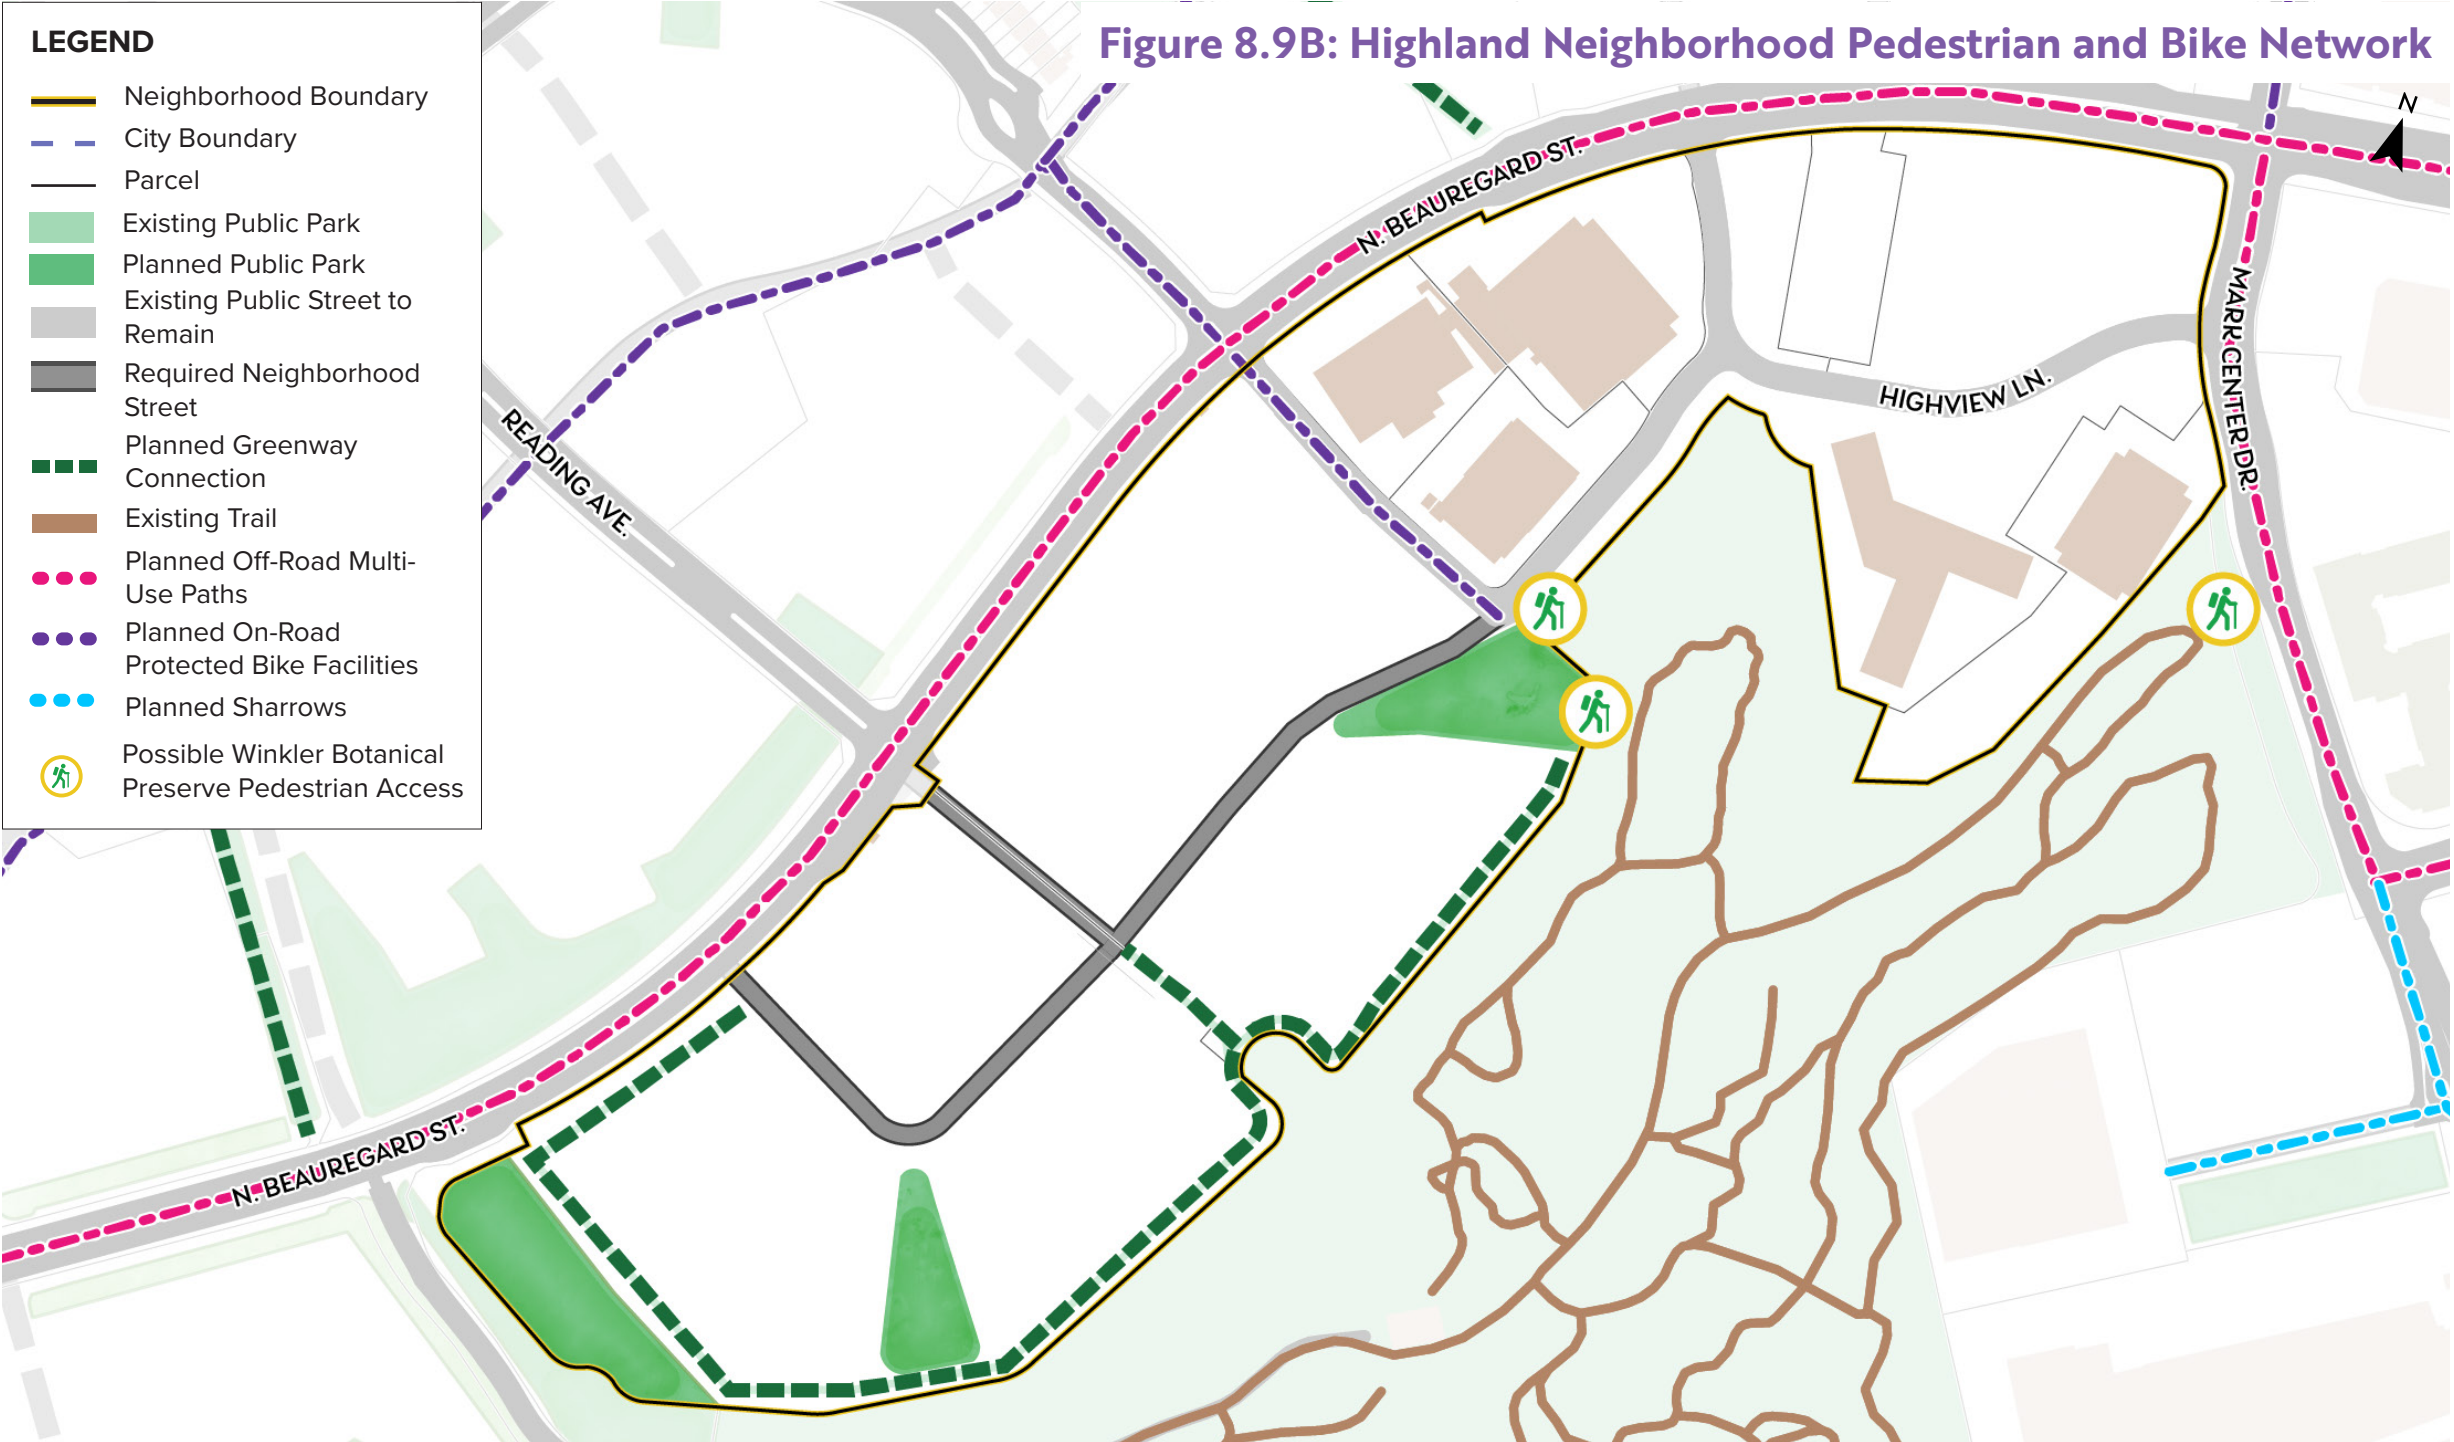 Figure 8.9B: Highland Neighborhood Pedestrian and Bike Network
LEGEND
Neighborhood Boundary
City Boundary
Parcel
Existing Public Park
Planned Public Park
Existing Public Street to
Remain
Required Neighborhood
Street
Planned Greenway
Connection
Existing Trail
Planned Off-Road Multi-
Use Paths
Planned On-Road
Protected Bike Facilities
Planned Sharrows
Possible Winkler Botanical
Preserve Pedestrian Access
N
N. BEAUREGARD ST.
MARK CENTER DR.
HIGHVIEW LN.
READING AVE.
N. BEAUREGARD ST.